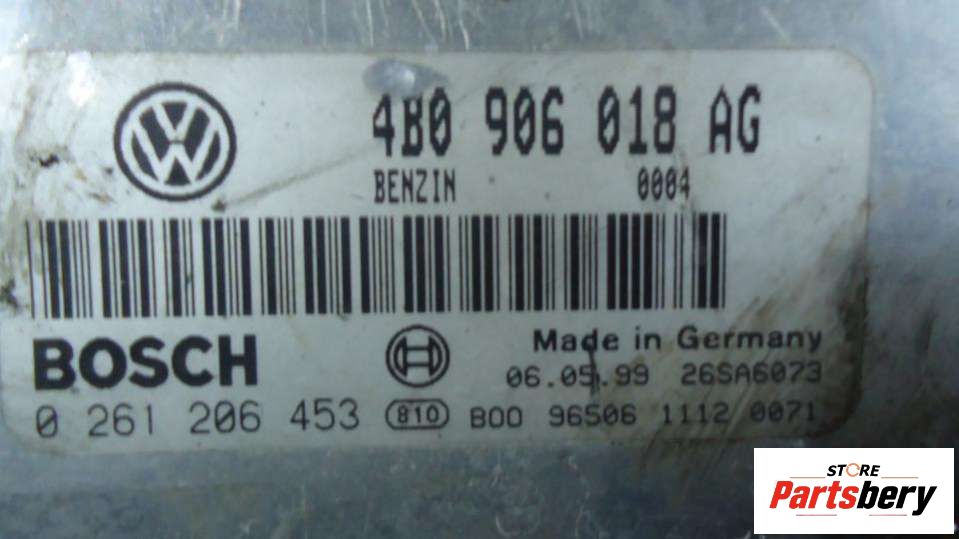 4B0 906 018 AG
BENZIN 0004
BOSCH
Made in Germany
06.05.99 26SA6073
0 261 206 453 810 B00 96506 1112 0071
STORE
Partsbery